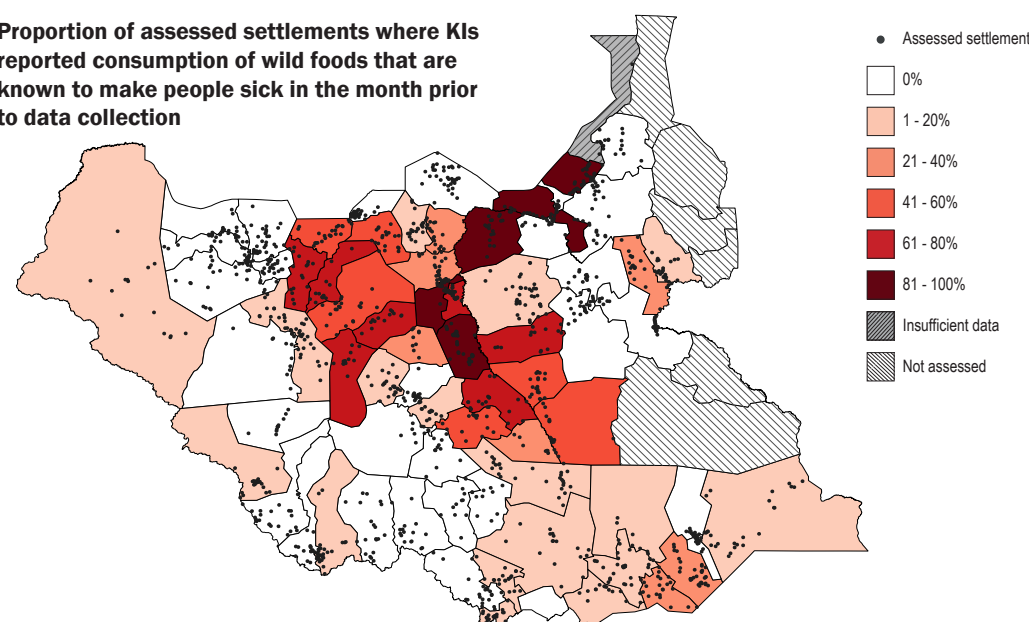 Proportion of assessed settlements where KIs
reported consumption of wild foods that are
known to make people sick in the month prior
to data collection
Assessed settlement
0%
1 - 20%
21 - 40%
41 - 60%
61 - 80%
81 - 100%
Insufficient data
Not assessed